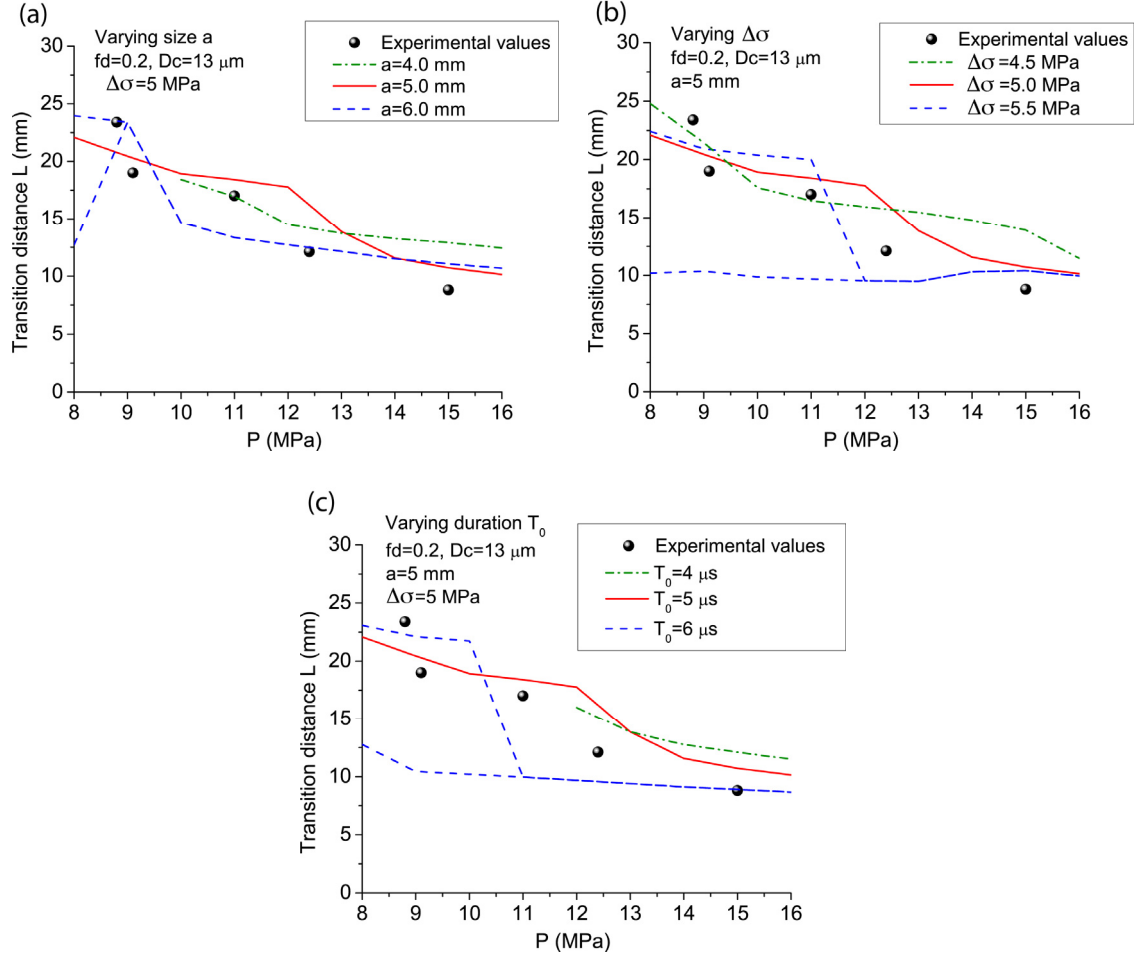 (a)
Varying size a
fd=0.2, Dc=13 μm
Δσ=5 MPa
Experimental values
a=4.0 mm
a=5.0 mm
a=6.0 mm
Transition distance L (mm)
30
25
20
15
10
5
0
8 9 10 11 12 13 14 15 16
P (MPa)
(b)
Varying Δσ
fd=0.2, Dc=13 μm
a=5 mm
Experimental values
Δσ=4.5 MPa
Δσ=5.0 MPa
Δσ=5.5 MPa
Transition distance L (mm)
30
25
20
15
10
5
0
8 9 10 11 12 13 14 15 16
P (MPa)
(c)
Varying duration T₀
fd=0.2, Dc=13 μm
a=5 mm
Δσ=5 MPa
Experimental values
T₀=4 μs
T₀=5 μs
T₀=6 μs
Transition distance L (mm)
30
25
20
15
10
5
0
8 9 10 11 12 13 14 15 16
P (MPa)